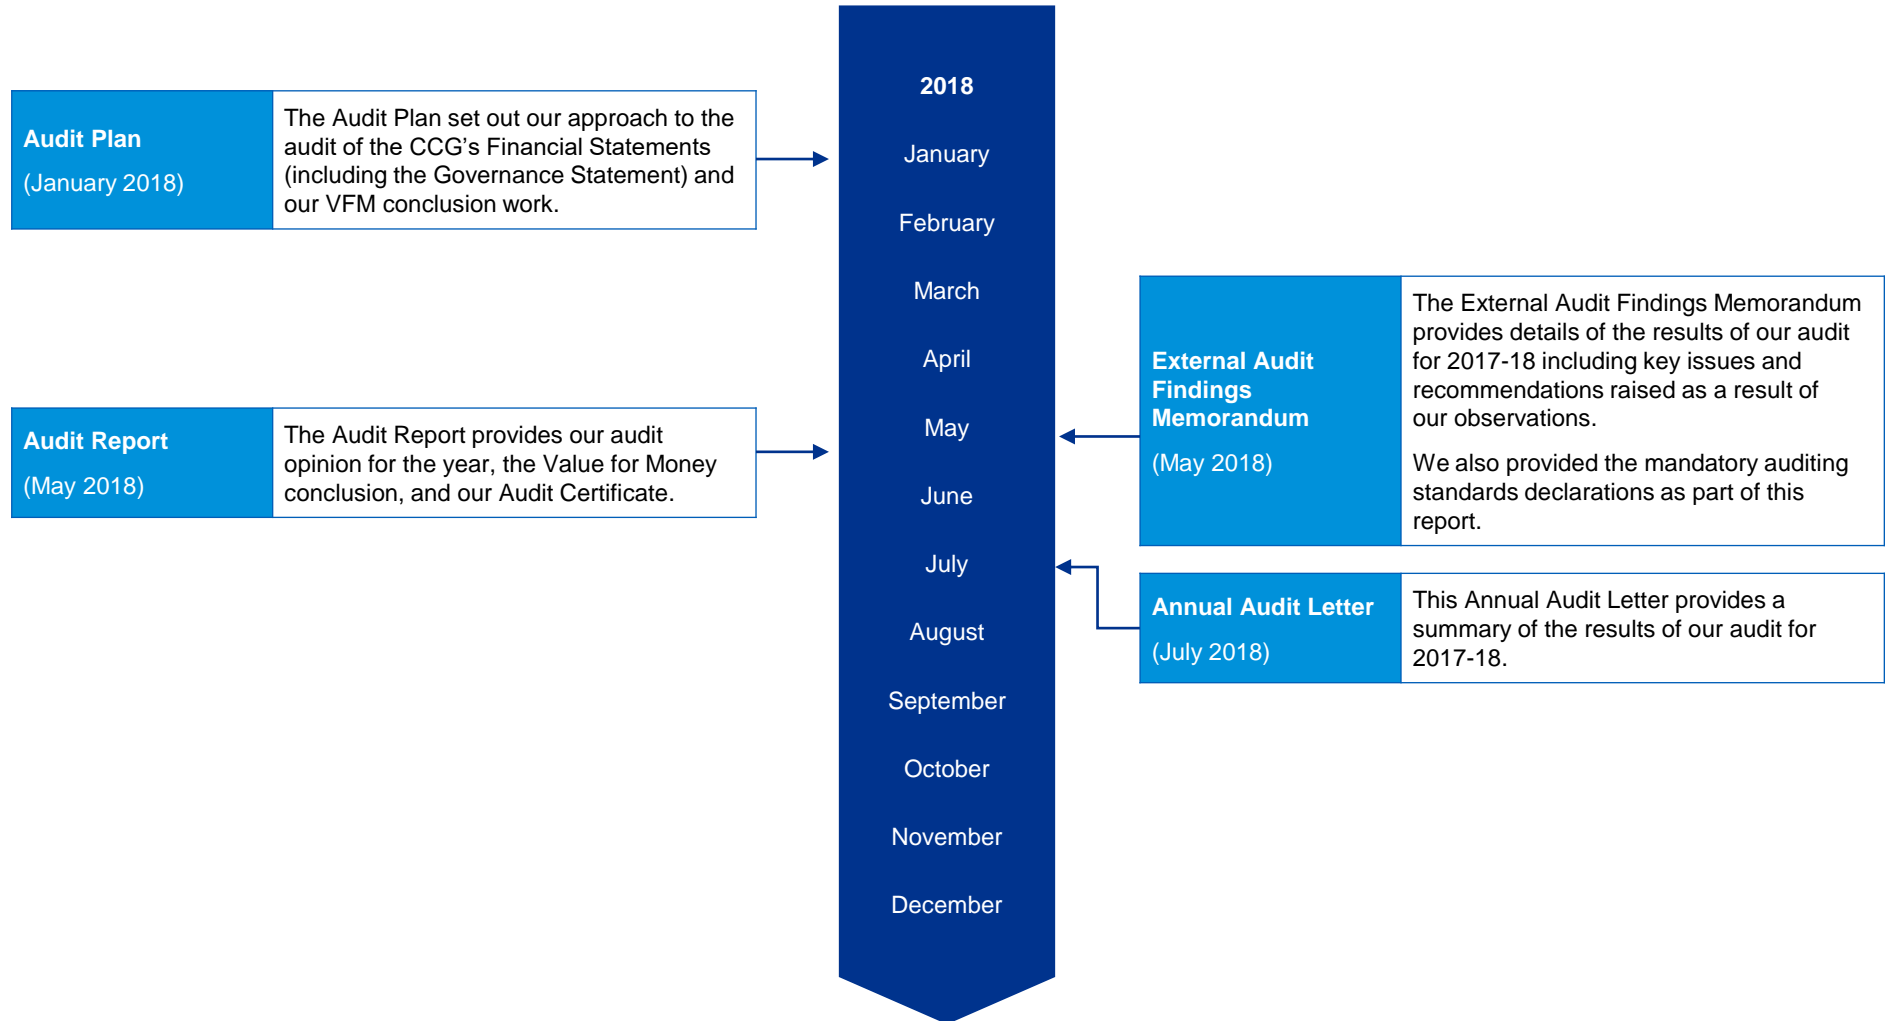 2018
January
February
March
April
May
June
July
August
September
October
November
December
Audit Plan
(January 2018)
The Audit Plan set out our approach to the
audit of the CCG's Financial Statements
(including the Governance Statement) and
our VFM conclusion work.
Audit Report
(May 2018)
The Audit Report provides our audit
opinion for the year, the Value for Money
conclusion, and our Audit Certificate.
External Audit
Findings
Memorandum
(May 2018)
The External Audit Findings Memorandum
provides details of the results of our audit
for 2017-18 including key issues and
recommendations raised as a result of
our observations.
We also provided the mandatory auditing
standards declarations as part of this
report.
Annual Audit Letter
(July 2018)
This Annual Audit Letter provides a
summary of the results of our audit for
2017-18.